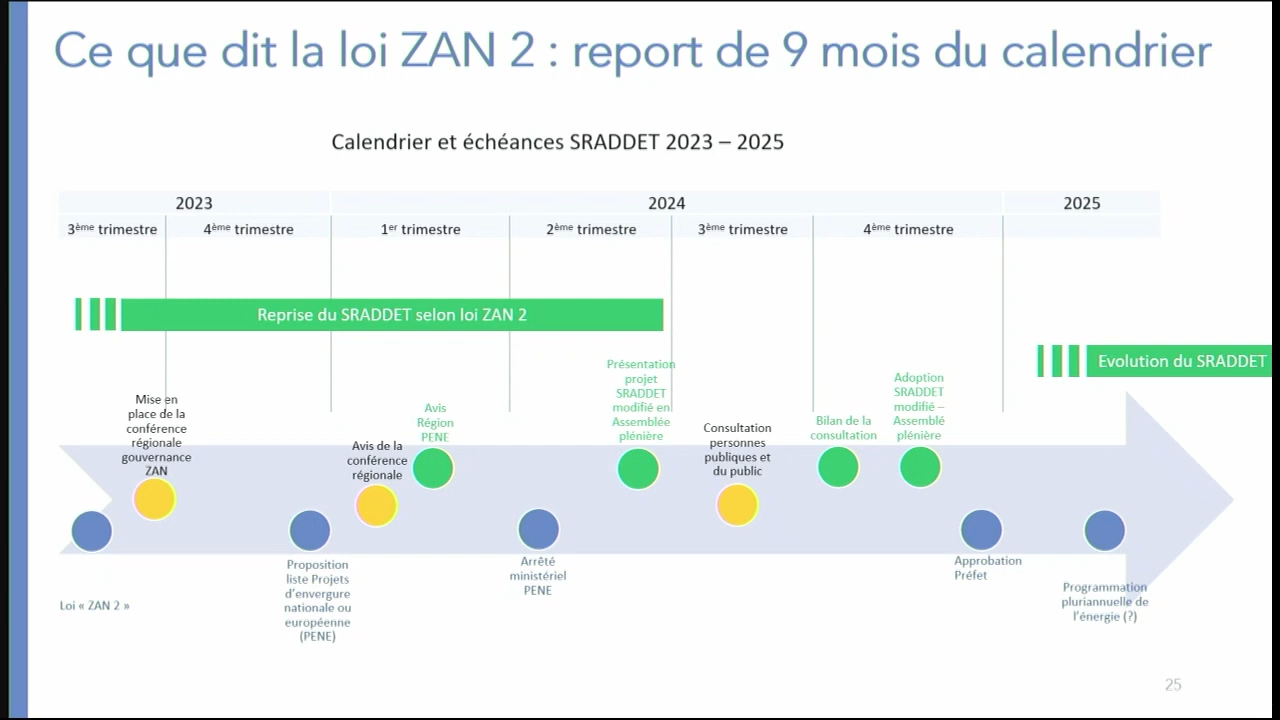 Ce que dit la loi ZAN 2 : report de 9 mois du calendrier
Calendrier et échéances SRADDET 2023 – 2025
2023
2024
2025
3ème trimestre
4ème trimestre
1er trimestre
2ème trimestre
3ème trimestre
4ème trimestre
Reprise du SRADDET selon loi ZAN 2
Evolution du SRADDET
Mise en
place de la
conférence
régionale
gouvernance
ZAN
Avis de la
conférence
régionale
Avis
Région
PENE
Présentation
projet
SRADDET
modifié en
Assemblée
plénière
Consultation
personnes
publiques et
du public
Bilan de la
consultation
Adoption
SRADDET
modifié –
Assemblé
plénière
Loi « ZAN 2 »
Proposition
liste Projets
d'envergure
nationale ou
européenne
(PENE)
Arrêté
ministériel
PENE
Approbation
Préfet
Programmation
pluriannuelle de
l'énergie (?)
25